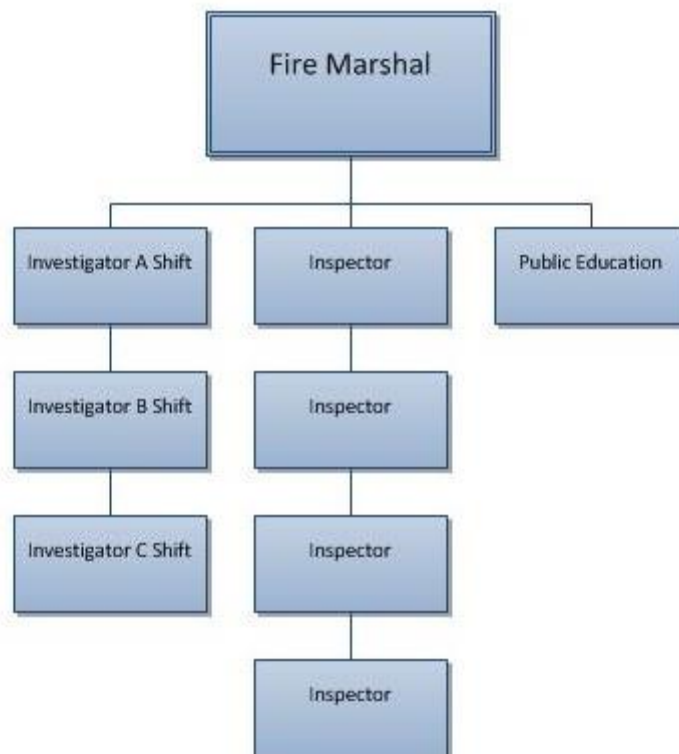 Fire Marshal
Investigator A Shift
Inspector
Public Education
Investigator B Shift
Inspector
Investigator C Shift
Inspector
Inspector